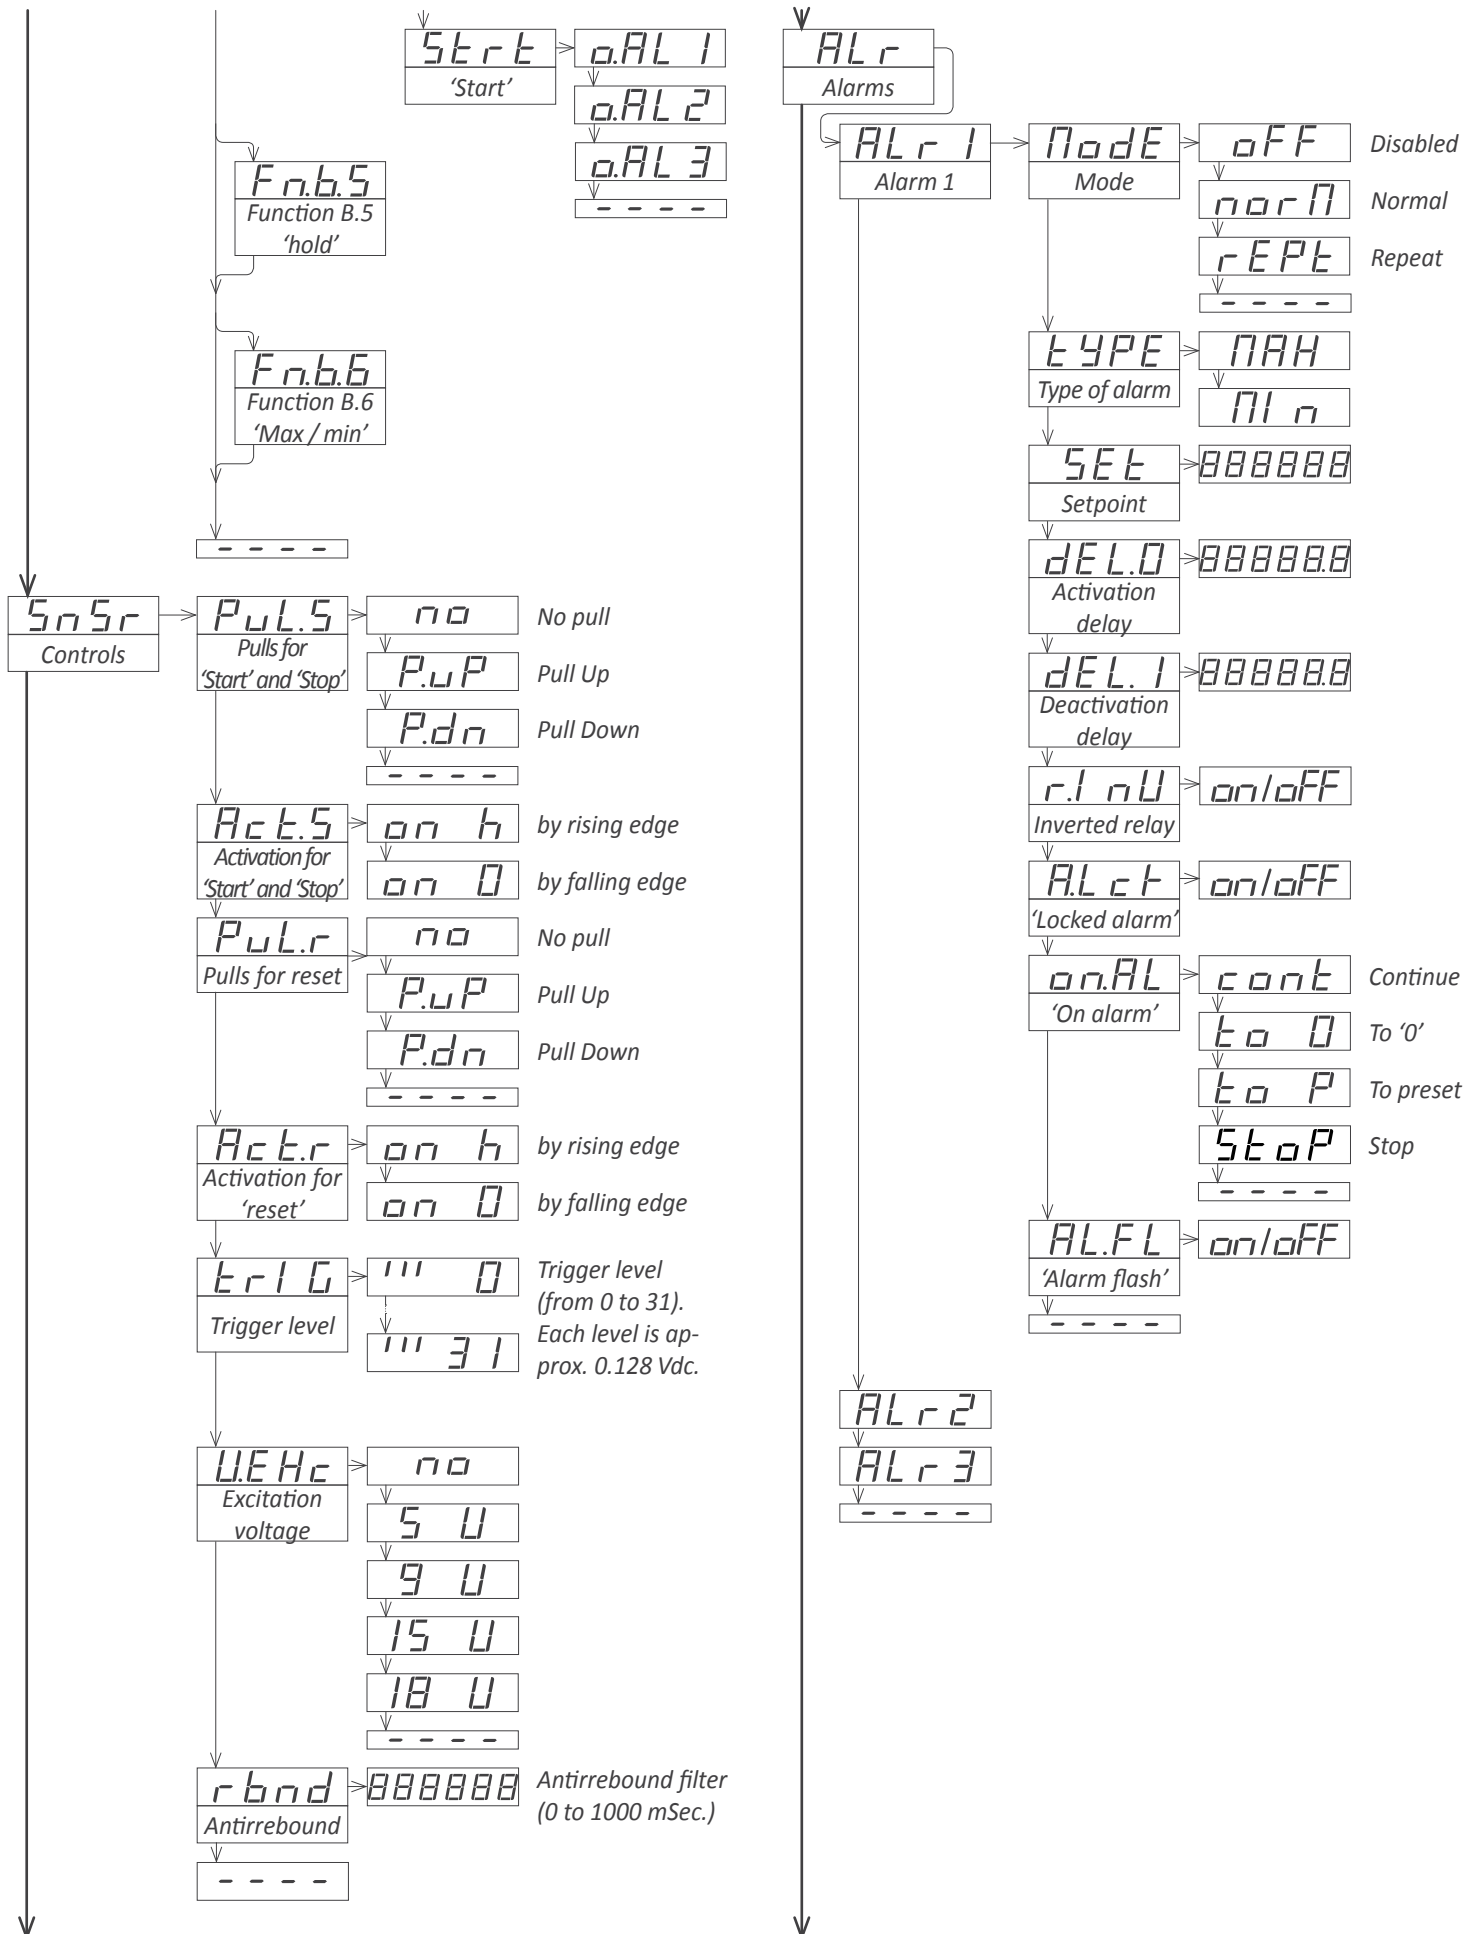 Strt
‘Start’
o.AL 1
o.AL 2
o.AL 3
----
Fn.b.5
Function B.5
‘hold’
Fn.b.6
Function B.6
‘Max / min’
----
SnSr
Controls
PuL.S
Pulls for
‘Start’ and ‘Stop’
no
No pull
P.uP
Pull Up
P.dn
Pull Down
----
Act.S
Activation for
‘Start’ and ‘Stop’
on h
by rising edge
on 0
by falling edge
PuL.r
Pulls for reset
no
No pull
P.uP
Pull Up
P.dn
Pull Down
----
Act.r
Activation for
‘reset’
on h
by rising edge
on 0
by falling edge
trIG
Trigger level
''' 0
''' 31
Trigger level
(from 0 to 31).
Each level is ap-
prox. 0.128 Vdc.
U.EHc
Excitation
voltage
no
5 U
9 U
15 U
18 U
----
rbnd
Antirrebound
888888
Antirrebound filter
(0 to 1000 mSec.)
----
ALr
Alarms
ALr1
Alarm 1
ModE
Mode
oFF
Disabled
norM
Normal
rEPt
Repeat
----
tYPE
Type of alarm
MAH
MIn
SEt
Setpoint
888888
dEL.0
Activation
delay
88888.8
dEL.1
Deactivation
delay
88888.8
r.InU
Inverted relay
on/oFF
A.Lck
‘Locked alarm’
on/oFF
on.AL
‘On alarm’
cont
Continue
to 0
To ‘0’
to P
To preset
StoP
Stop
----
AL.FL
‘Alarm flash’
on/oFF
----
ALr2
ALr3
----